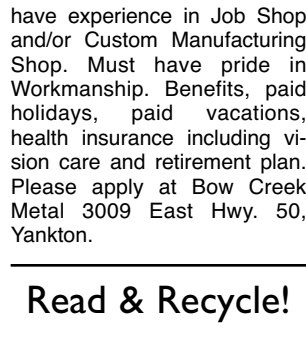 have experience in Job Shop
and/or Custom Manufacturing
Shop. Must have pride in
Workmanship. Benefits, paid
holidays, paid vacations,
health insurance including vi-
sion care and retirement plan.
Please apply at Bow Creek
Metal 3009 East Hwy. 50,
Yankton.
Read & Recycle!